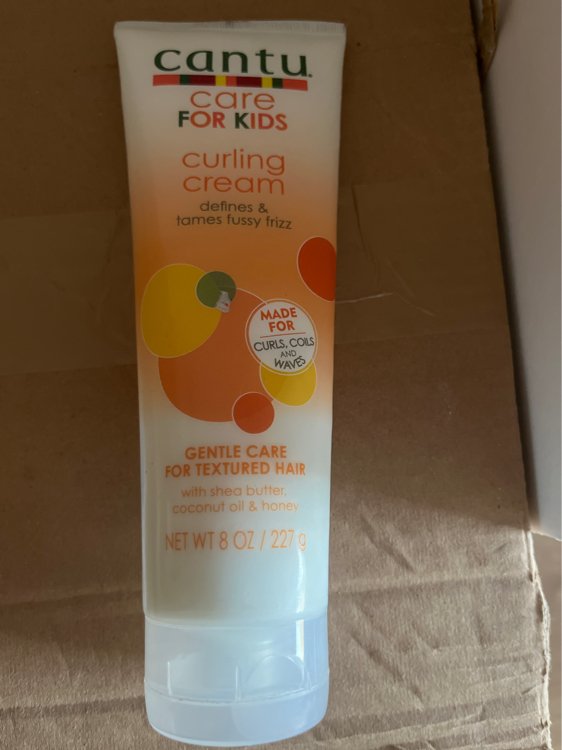 cantu
care
FOR KIDS
curling
cream
defines &
tames fussy frizz
MADE
FOR
CURLS, COILS
AND
WAVES
GENTLE CARE
FOR TEXTURED HAIR
with shea butter,
coconut oil & honey
NET WT 8 OZ / 227 g